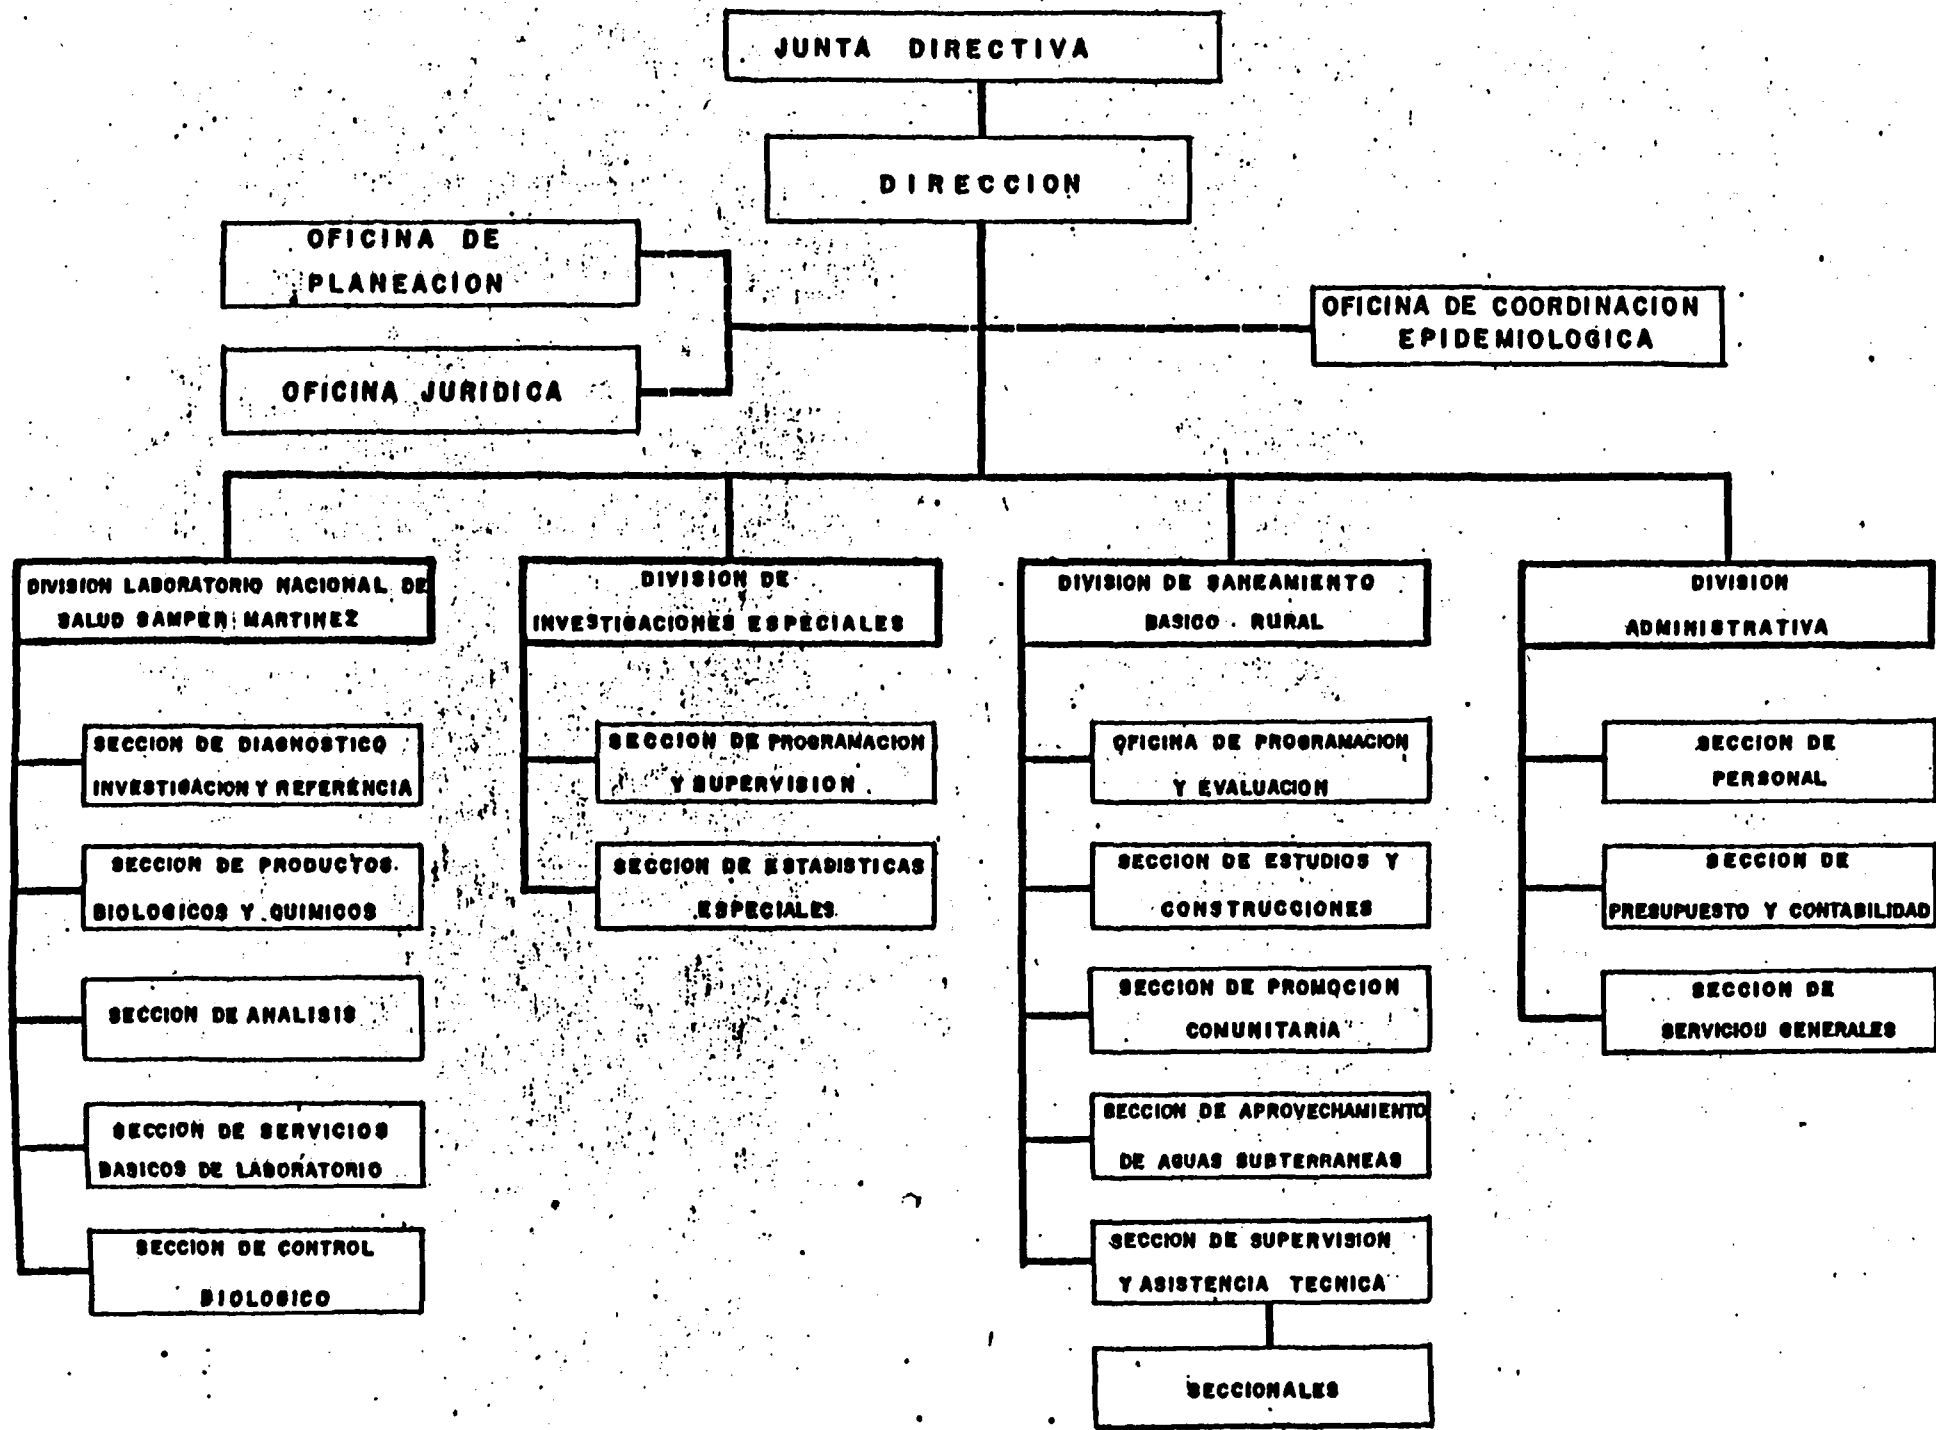 JUNTA DIRECTIVA
DIRECCION
OFICINA DE
PLANEACION
OFICINA JURIDICA
OFICINA DE COORDINACION
EPIDEMIOLOGICA
DIVISION LABORATORIO NACIONAL DE
SALUD SAMPER MARTINEZ
SECCION DE DIAGNOSTICO
INVESTIGACION Y REFERENCIA
SECCION DE PRODUCTOS
BIOLOGICOS Y QUIMICOS
SECCION DE ANALISIS
SECCION DE SERVICIOS
BASICOS DE LABORATORIO
SECCION DE CONTROL
BIOLOGICO
DIVISION DE
INVESTIGACIONES ESPECIALES
SECCION DE PROGRAMACION
Y SUPERVISION
SECCION DE ESTADISTICAS
ESPECIALES
DIVISION DE SANEAMIENTO
BASICO RURAL
OFICINA DE PROGRAMACION
Y EVALUACION
SECCION DE ESTUDIOS Y
CONSTRUCCIONES
SECCION DE PROMOCION
COMUNITARIA
SECCION DE APROVECHAMIENTO
DE AGUAS SUBTERRANEAS
SECCION DE SUPERVISION
Y ASISTENCIA TECNICA
SECCIONALES
DIVISION
ADMINISTRATIVA
SECCION DE
PERSONAL
SECCION DE
PRESUPUESTO Y CONTABILIDAD
SECCION DE
SERVICIOS GENERALES